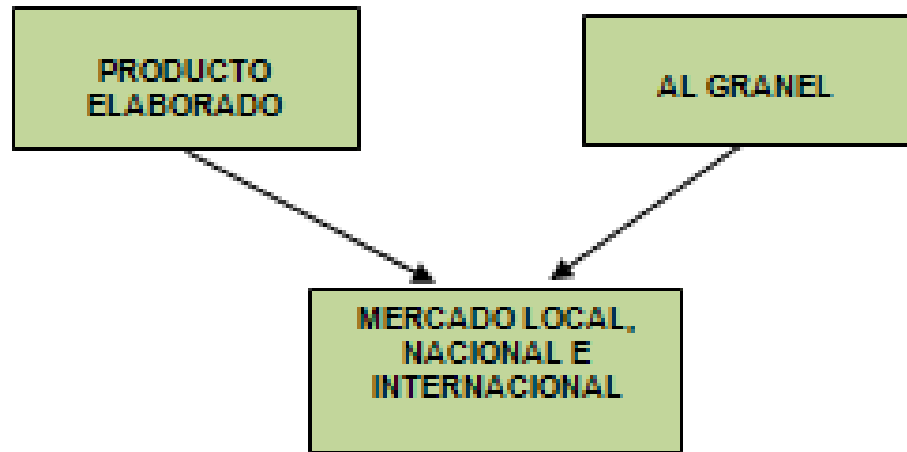 PRODUCTO
ELABORADO
AL GRANEL
MERCADO LOCAL,
NACIONAL E
INTERNACIONAL